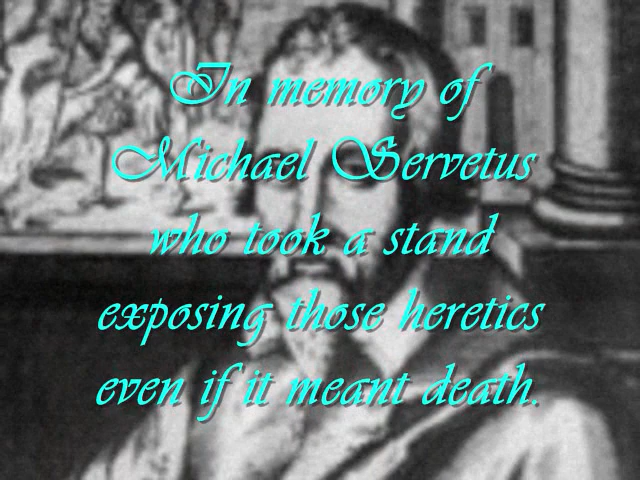 In memory of
Michael Servetus
who took a stand
exposing those heretics
even if it meant death.